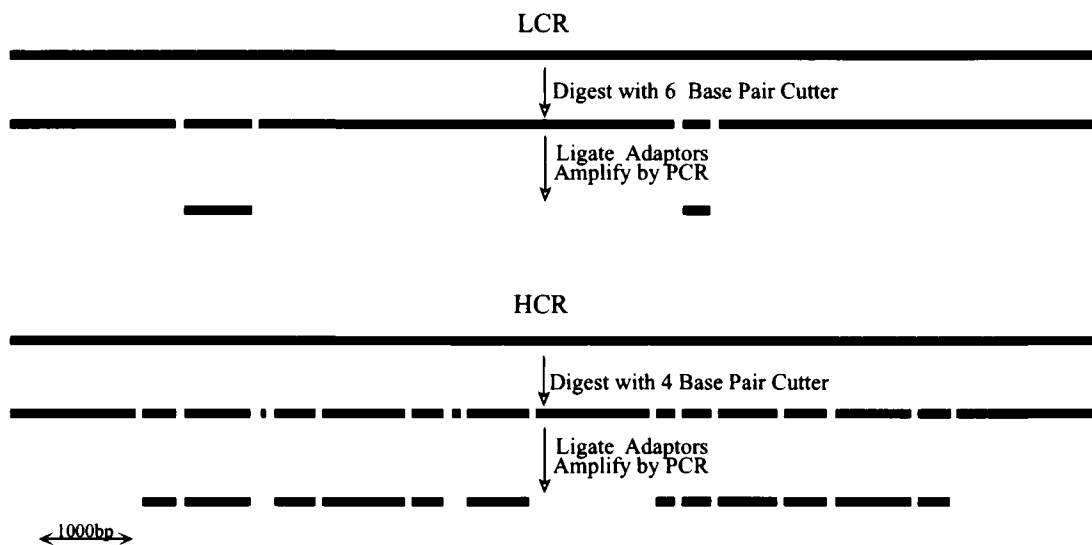 LCR
Digest with 6 Base Pair Cutter
Ligate Adaptors
Amplify by PCR
HCR
Digest with 4 Base Pair Cutter
Ligate Adaptors
Amplify by PCR
1000bp